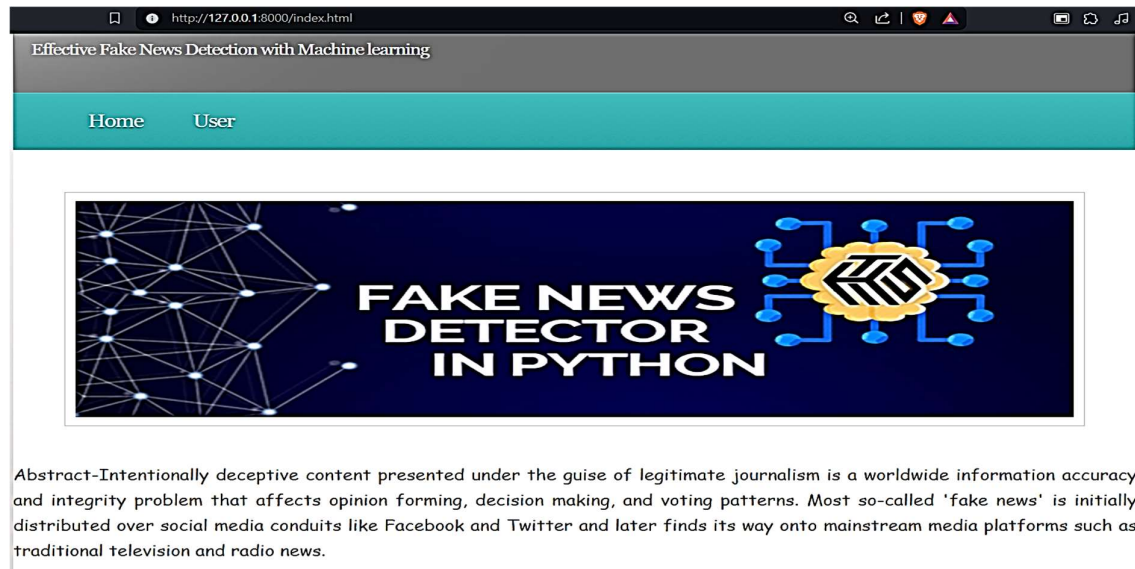 http://127.0.0.1:8000/index.html
Effective Fake News Detection with Machine learning
Home User
FAKE NEWS
DETECTOR
IN PYTHON
Abstract-Intentionally deceptive content presented under the guise of legitimate journalism is a worldwide information accuracy
and integrity problem that affects opinion forming, decision making, and voting patterns. Most so-called 'fake news' is initially
distributed over social media conduits like Facebook and Twitter and later finds its way onto mainstream media platforms such as
traditional television and radio news.